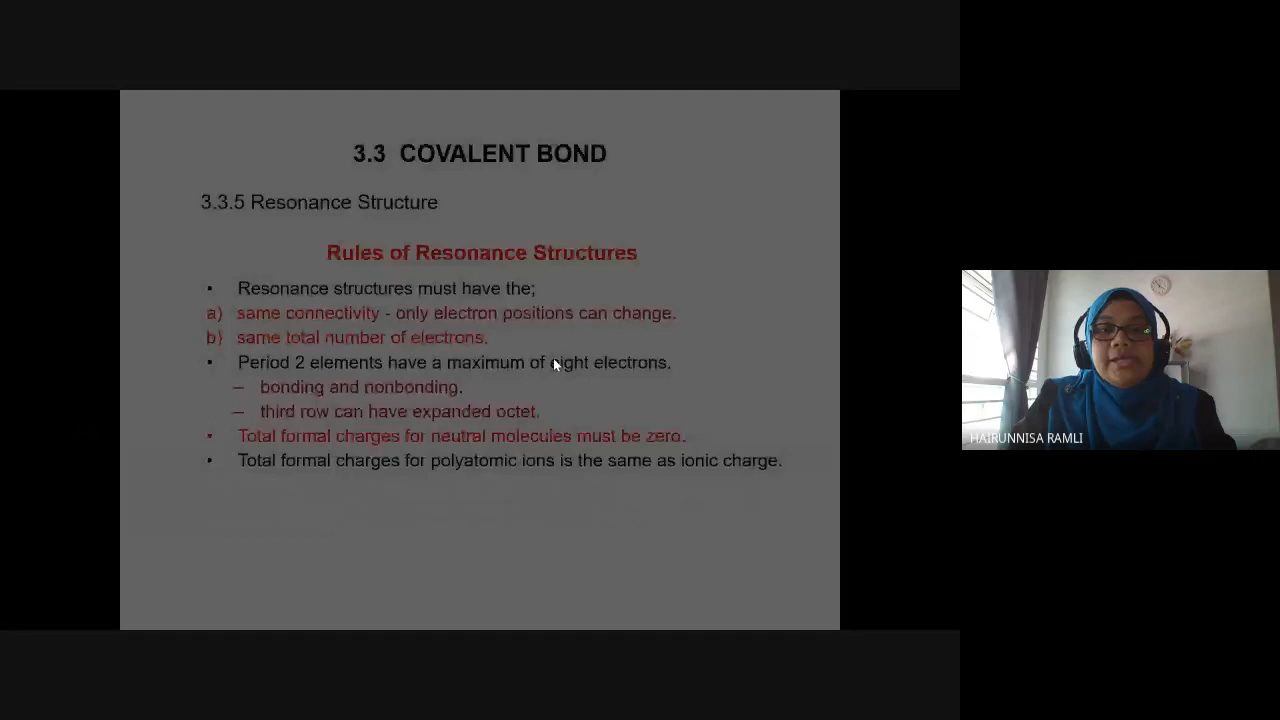 3.3 COVALENT BOND
3.3.5 Resonance Structure
Rules of Resonance Structures
• Resonance structures must have the;
a) same connectivity - only electron positions can change.
b) same total number of electrons.
• Period 2 elements have a maximum of eight electrons.
– bonding and nonbonding.
– third row can have expanded octet.
• Total formal charges for neutral molecules must be zero.
• Total formal charges for polyatomic ions is the same as ionic charge.
HAIRUNNISA RAMLI